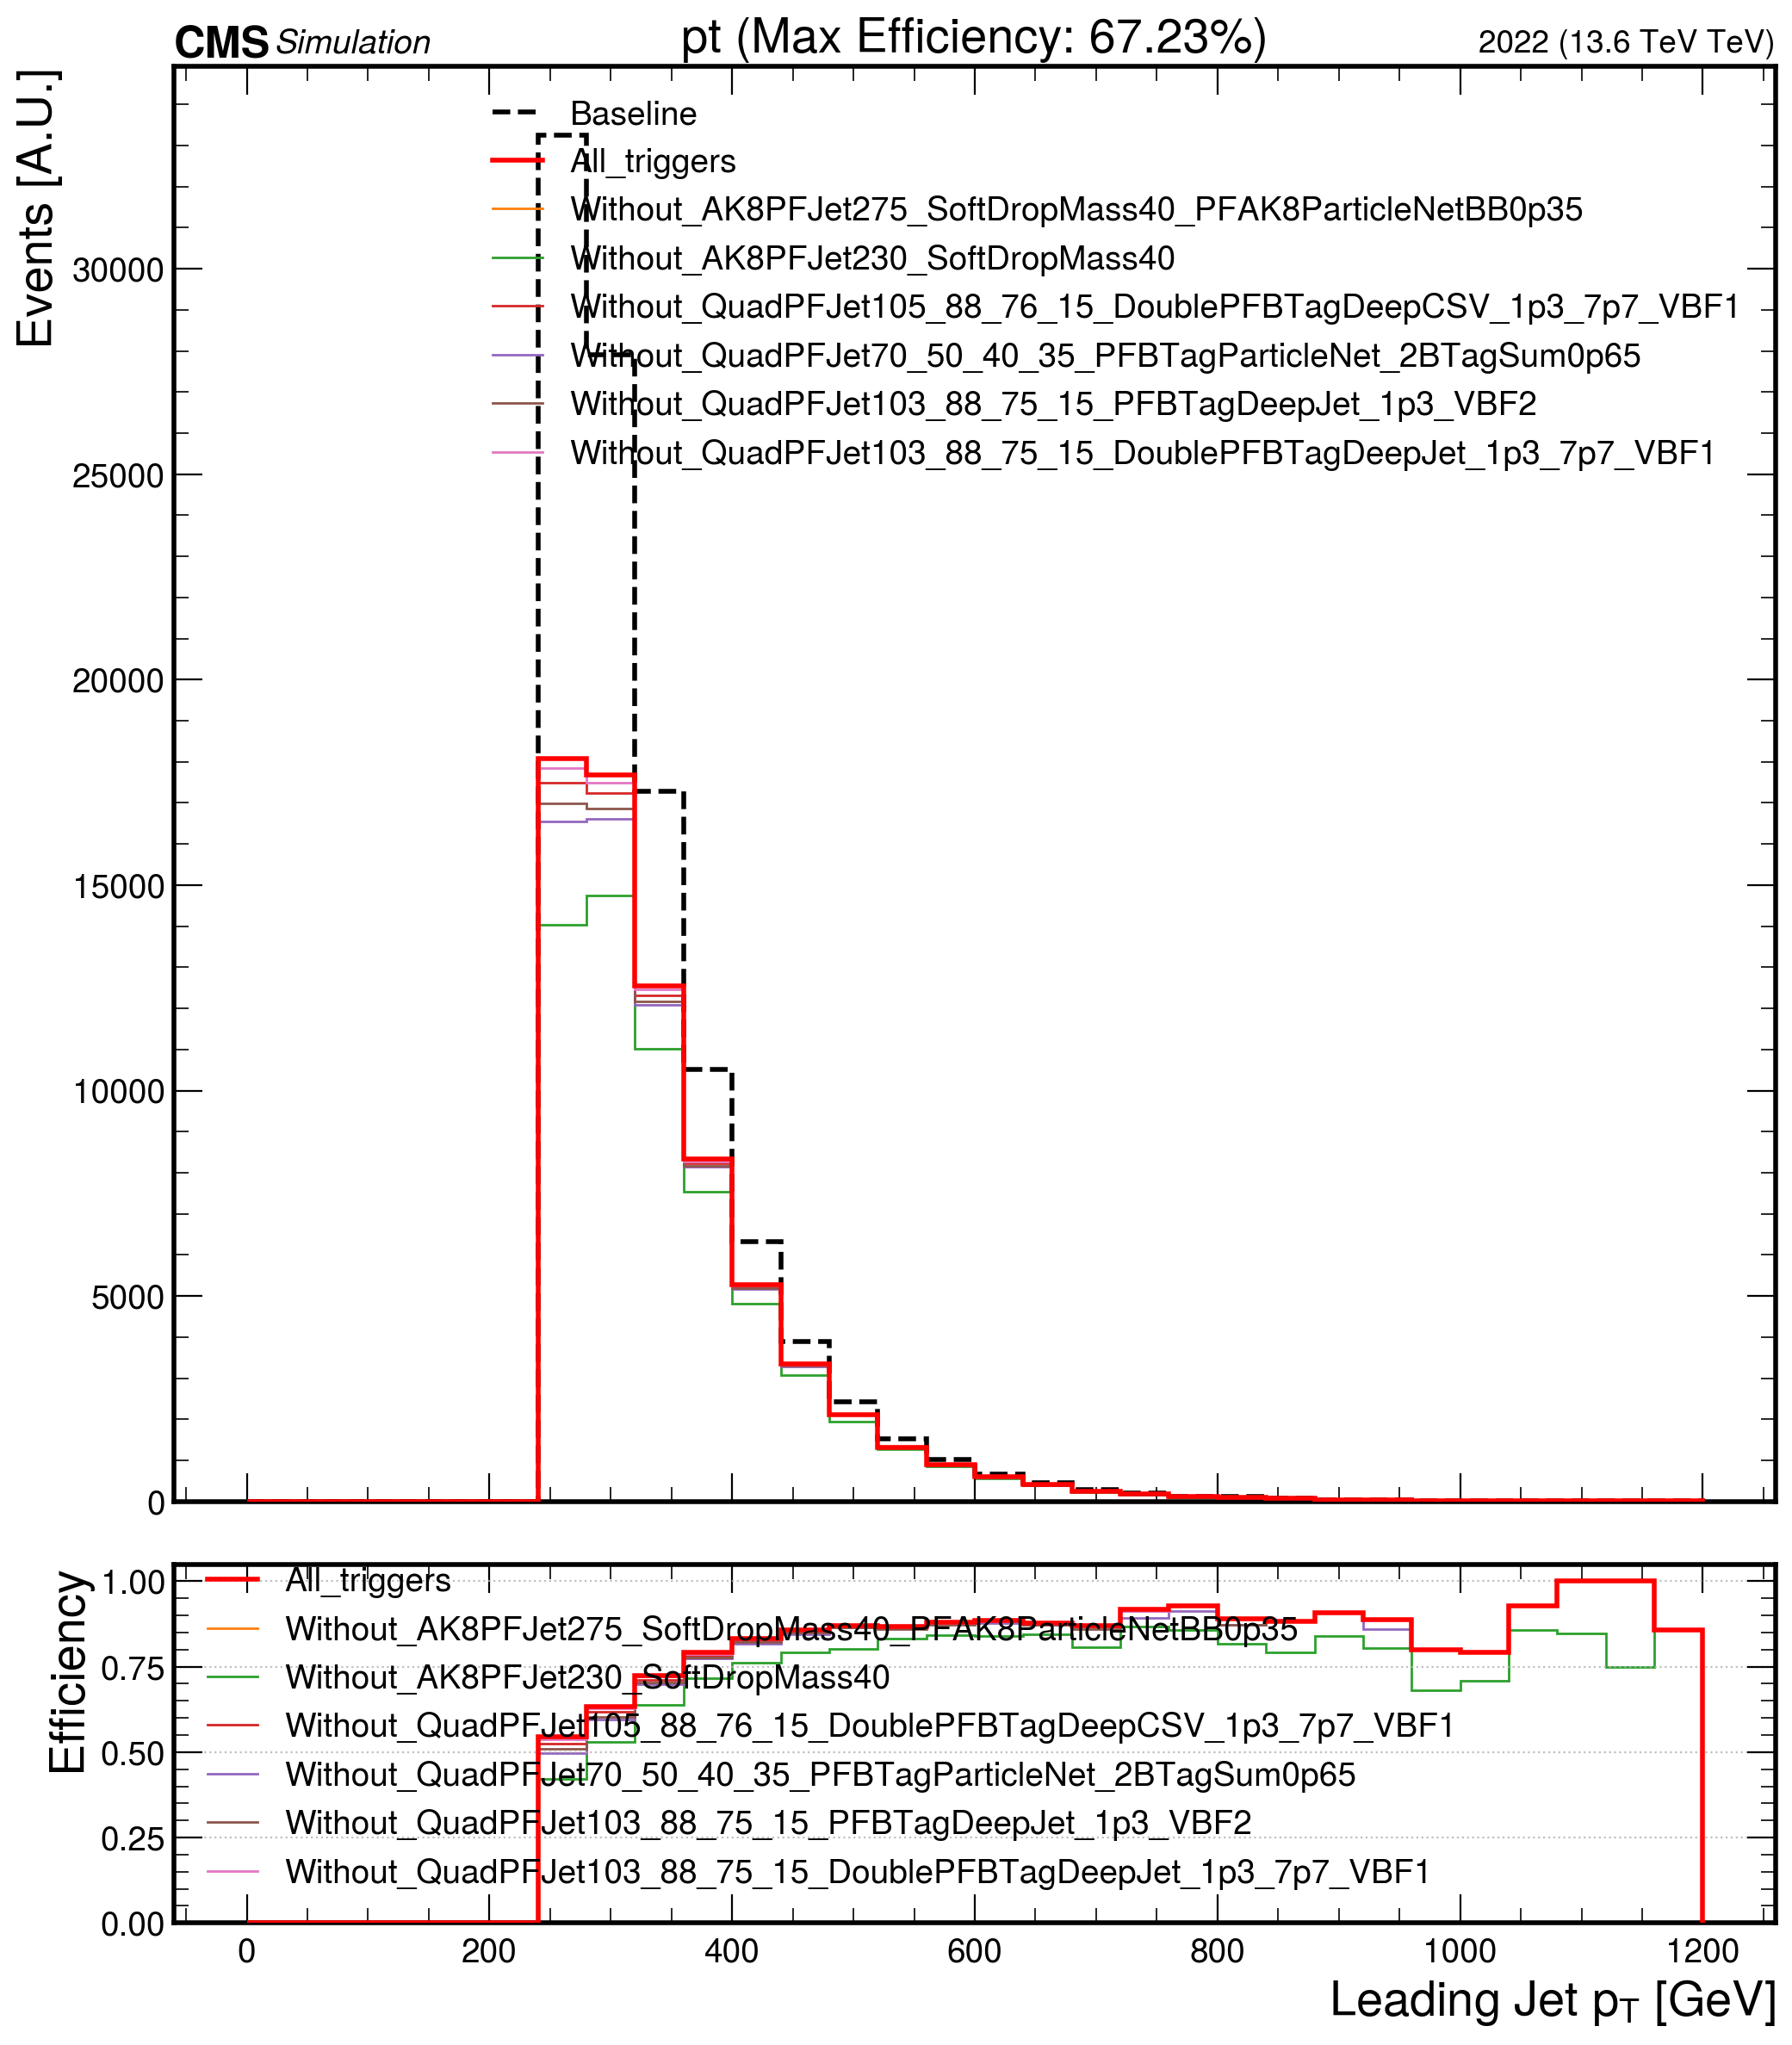 CMS Simulation pt (Max Efficiency: 67.23%) 2022 (13.6 TeV TeV)
Events [A.U.]
Baseline
All_triggers
Without_AK8PFJet275_SoftDropMass40_PFAK8ParticleNetBB0p35
Without_AK8PFJet230_SoftDropMass40
Without_QuadPFJet105_88_76_15_DoublePFBTagDeepCSV_1p3_7p7_VBF1
Without_QuadPFJet70_50_40_35_PFBTagParticleNet_2BTagSum0p65
Without_QuadPFJet103_88_75_15_PFBTagDeepJet_1p3_VBF2
Without_QuadPFJet103_88_75_15_DoublePFBTagDeepJet_1p3_7p7_VBF1
30000
25000
20000
15000
10000
5000
0
Efficiency
1.00
0.75
0.50
0.25
0.00
All_triggers
Without_AK8PFJet275_SoftDropMass40_PFAK8ParticleNetBB0p35
Without_AK8PFJet230_SoftDropMass40
Without_QuadPFJet105_88_76_15_DoublePFBTagDeepCSV_1p3_7p7_VBF1
Without_QuadPFJet70_50_40_35_PFBTagParticleNet_2BTagSum0p65
Without_QuadPFJet103_88_75_15_PFBTagDeepJet_1p3_VBF2
Without_QuadPFJet103_88_75_15_DoublePFBTagDeepJet_1p3_7p7_VBF1
0 200 400 600 800 1000 1200
Leading Jet pT [GeV]